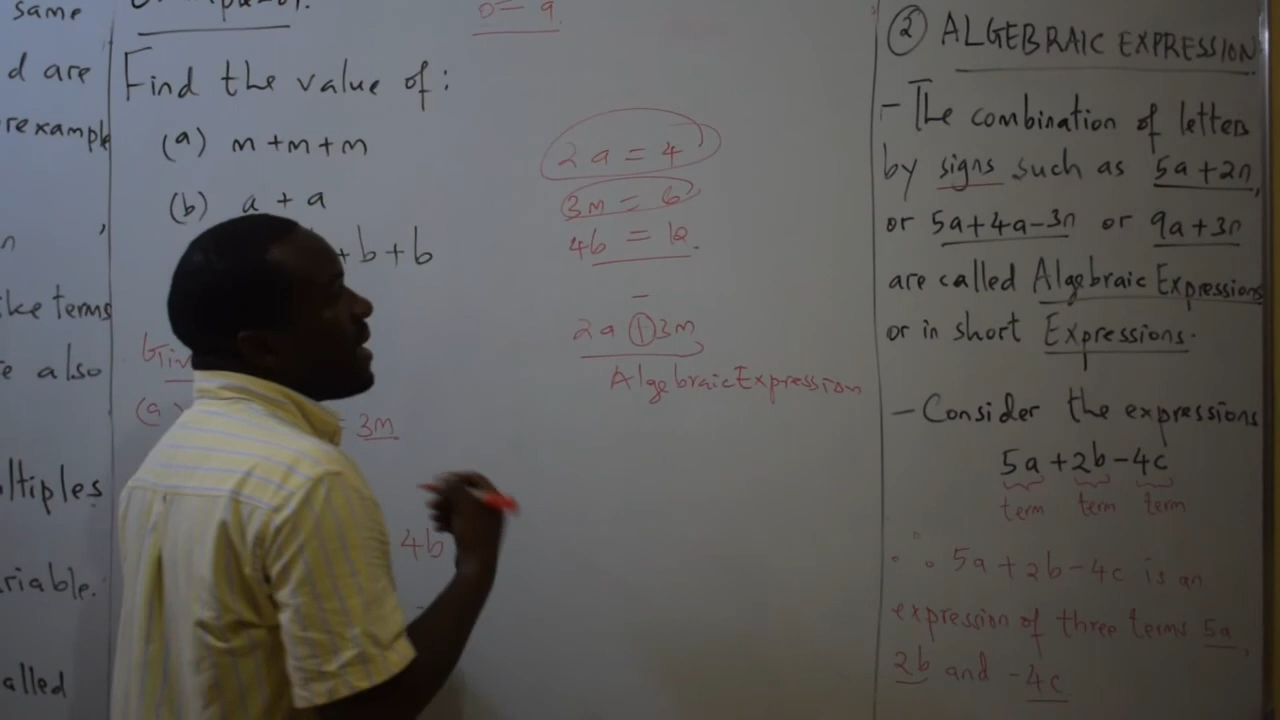 same
d are
rexample
n ,
ike terms
e also
ltiples
riable.
alled
Find the value of:
(a) m+m+m
(b) a + a
+b+b
(a)
= 3m
4b
2a = 4
3m = 6
4b = 12.
2a + 3m
Algebraic Expression
② ALGEBRAIC EXPRESSION
- The combination of letters
by signs such as 5a+2n,
or 5a+4a-3n or 9a+3n
are called Algebraic Expressions
or in short Expressions.
- Consider the expressions
5a +2b-4c
term term term
∴ 5a+2b-4c is an
expression of three terms 5a,
2b and -4c